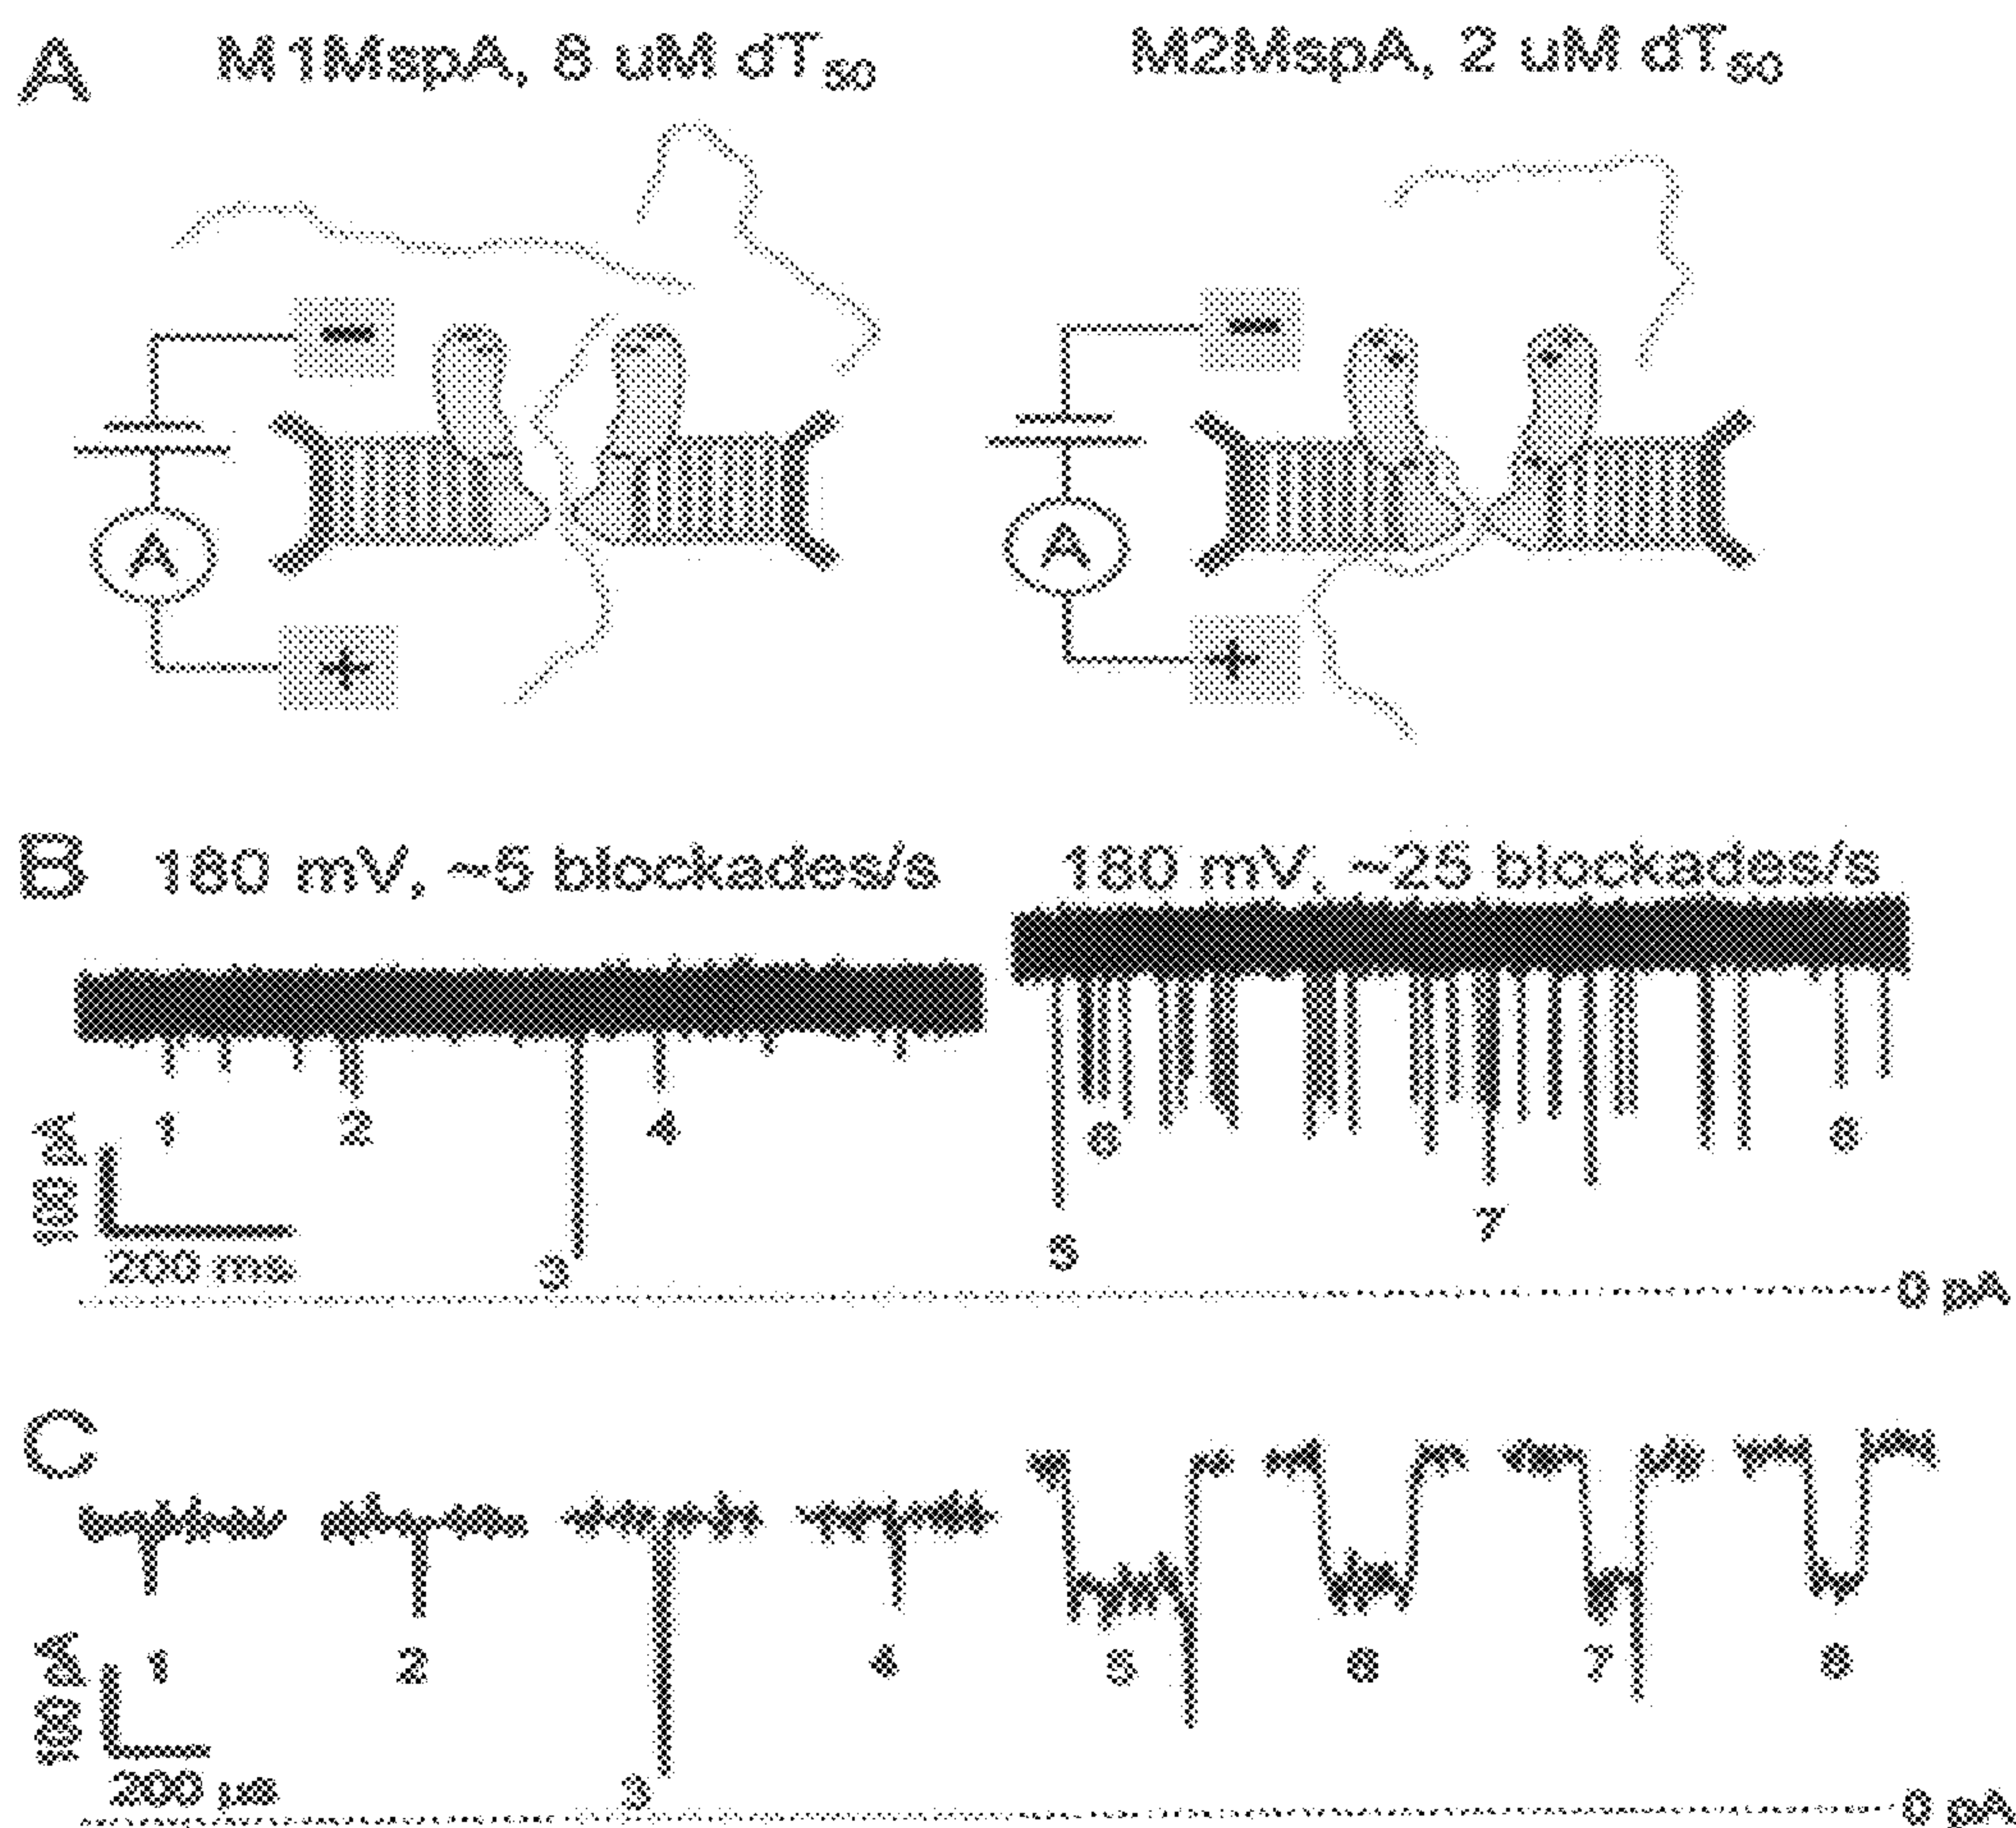 A M1MspA, 8 uM dT50 M2MspA, 2 uM dT50
− −
A A
+ +
B 180 mV, ~5 blockades/s 180 mV, ~25 blockades/s
1 2 4 6 8
100 pA
7
5
200 ms
3
0 pA
C
1 2 4 5 6 7 8
100 pA
200 µs
3
0 pA